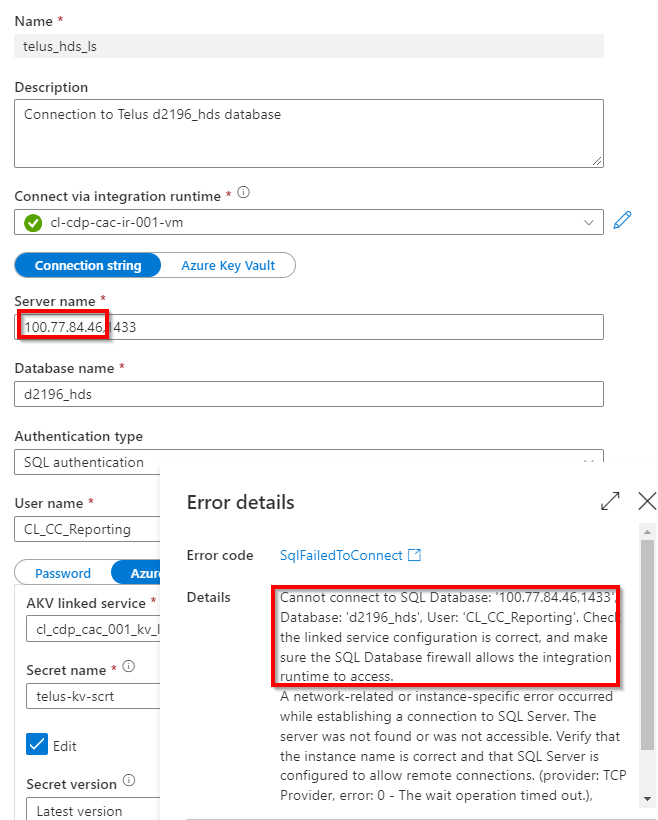 Name *
telus_hds_ls
Description
Connection to Telus d2196_hds database
Connect via integration runtime *
cl-cdp-cac-ir-001-vm
Connection string Azure Key Vault
Server name *
100.77.84.46,1433
Database name *
d2196_hds
Authentication type
SQL authentication
User name *
CL_CC_Reporting
Password Azure
AKV linked service *
cl_cdp_cac_001_kv_l
Secret name *
telus-kv-scrt
Edit
Secret version
Latest version
Error details
Error code SqlFailedToConnect
Details Cannot connect to SQL Database: '100.77.84.46,1433',
Database: 'd2196_hds', User: 'CL_CC_Reporting'. Check
the linked service configuration is correct, and make
sure the SQL Database firewall allows the integration
runtime to access.
A network-related or instance-specific error occurred
while establishing a connection to SQL Server. The
server was not found or was not accessible. Verify that
the instance name is correct and that SQL Server is
configured to allow remote connections. (provider: TCP
Provider, error: 0 - The wait operation timed out.),